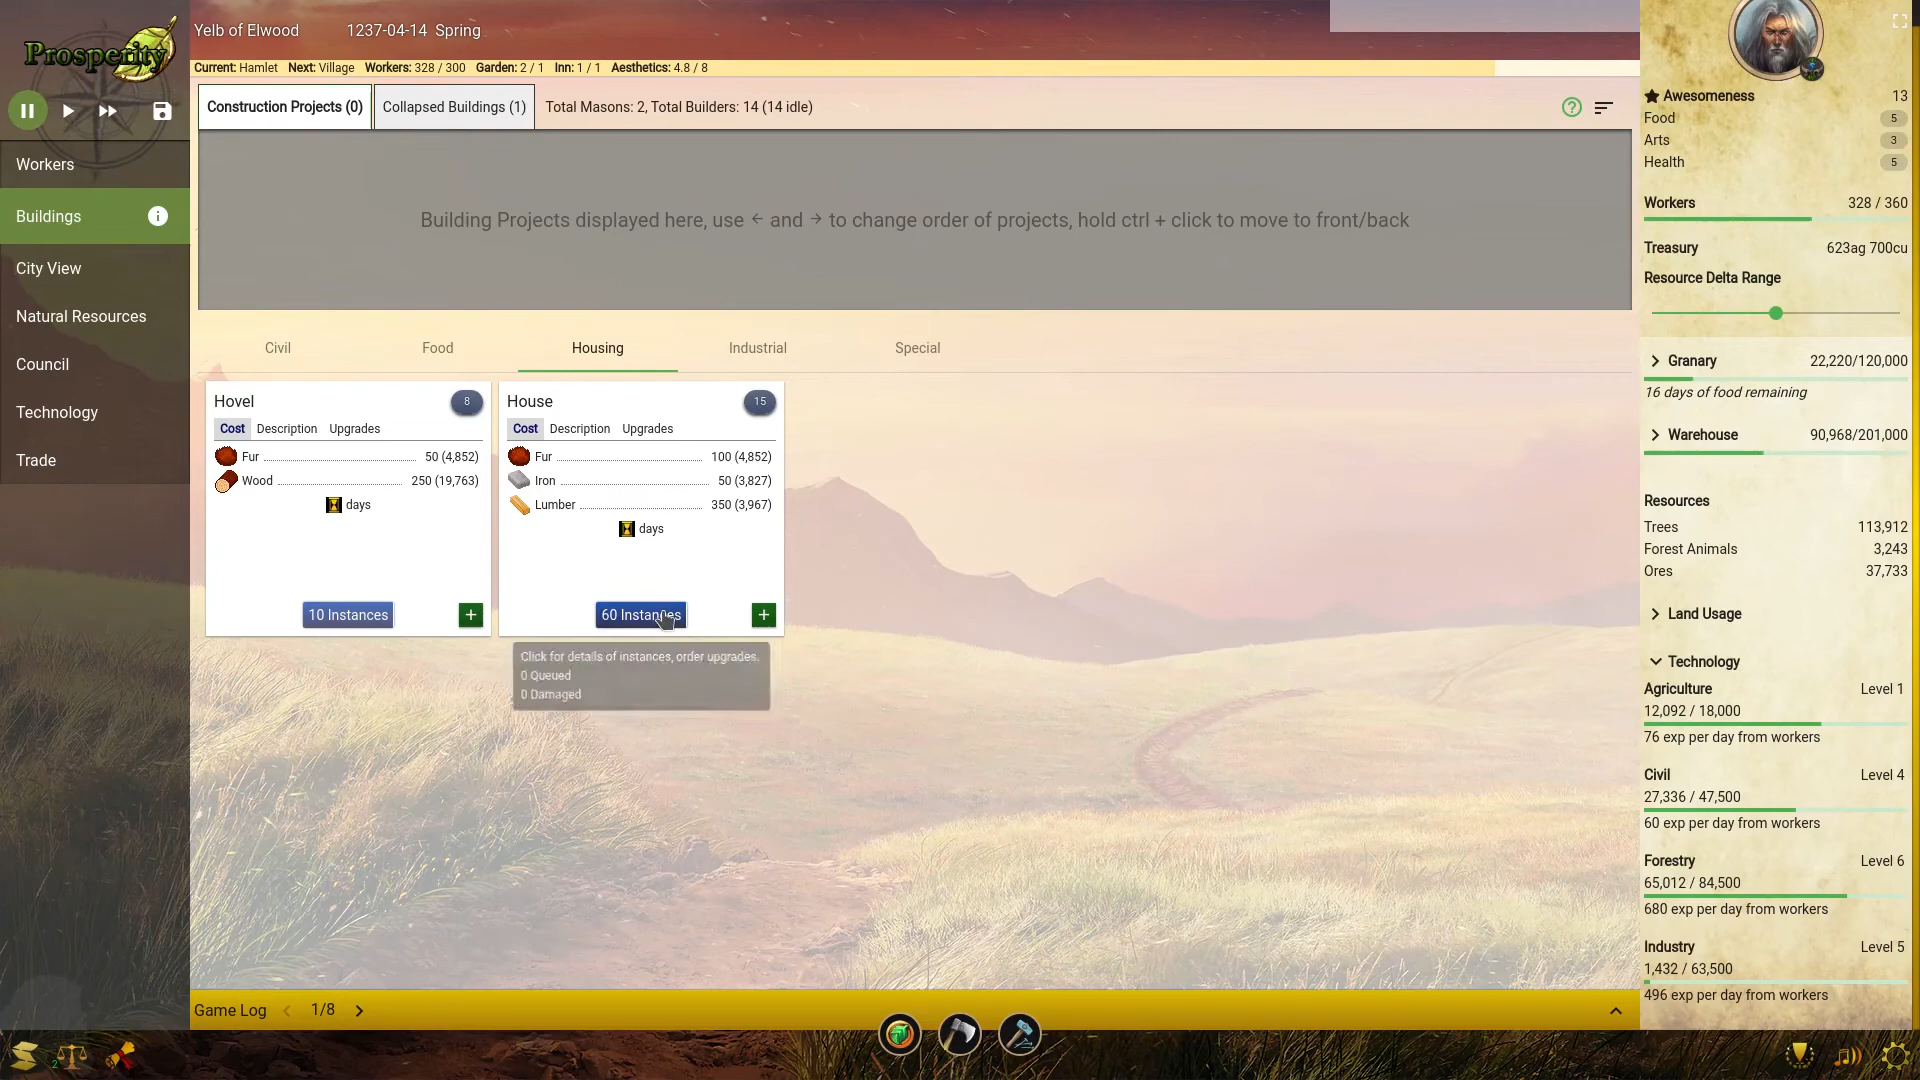 Prosperity
Yelb of Elwood 1237-04-14 Spring
Current: Hamlet Next: Village Workers: 328 / 300 Garden: 2 / 1 Inn: 1 / 1 Aesthetics: 4.8 / 8
Construction Projects (0) Collapsed Buildings (1) Total Masons: 2, Total Builders: 14 (14 idle)
Building Projects displayed here, use ← and → to change order of projects, hold ctrl + click to move to front/back
Workers
Buildings
City View
Natural Resources
Council
Technology
Trade
Civil Food Housing Industrial Special
Hovel 8
Cost Description Upgrades
Fur 50 (4,852)
Wood 250 (19,763)
days
10 Instances +
House 15
Cost Description Upgrades
Fur 100 (4,852)
Iron 50 (3,827)
Lumber 350 (3,967)
days
60 Instances +
Click for details of instances, order upgrades.
0 Queued
0 Damaged
Awesomeness 13
Food 5
Arts 3
Health 5
Workers 328 / 360
Treasury 623ag 700cu
Resource Delta Range
Granary 22,220/120,000
16 days of food remaining
Warehouse 90,968/201,000
Resources
Trees 113,912
Forest Animals 3,243
Ores 37,733
Land Usage
Technology
Agriculture Level 1
12,092 / 18,000
76 exp per day from workers
Civil Level 4
27,336 / 47,500
60 exp per day from workers
Forestry Level 6
65,012 / 84,500
680 exp per day from workers
Industry Level 5
1,432 / 63,500
496 exp per day from workers
Game Log 1/8
2